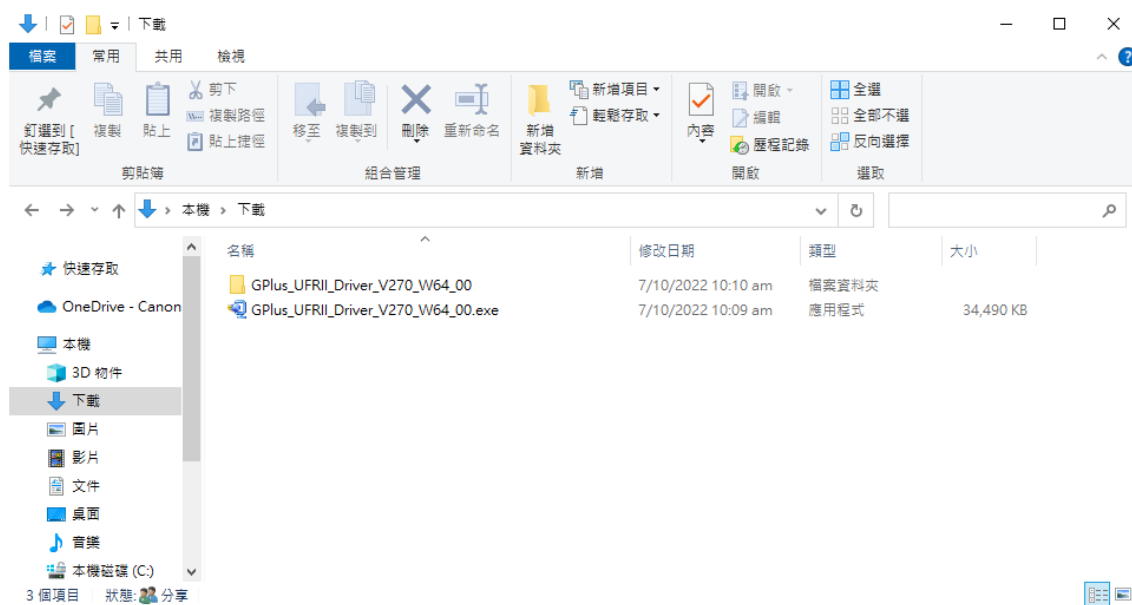 下載
檔案 常用 共用 檢視
釘選到 [快速存取]
複製
貼上
剪下
複製路徑
貼上捷徑
剪貼簿
移至
複製到
刪除
重新命名
組合管理
新增資料夾
新增項目
輕鬆存取
新增
內容
開啟
編輯
歷程記錄
開啟
全選
全部不選
反向選擇
選取
本機 › 下載
名稱 修改日期 類型 大小
GPlus_UFRII_Driver_V270_W64_00 7/10/2022 10:10 am 檔案資料夾
GPlus_UFRII_Driver_V270_W64_00.exe 7/10/2022 10:09 am 應用程式 34,490 KB
快速存取
OneDrive - Canon
本機
3D 物件
下載
圖片
影片
文件
桌面
音樂
本機磁碟 (C:)
3 個項目 狀態: 分享